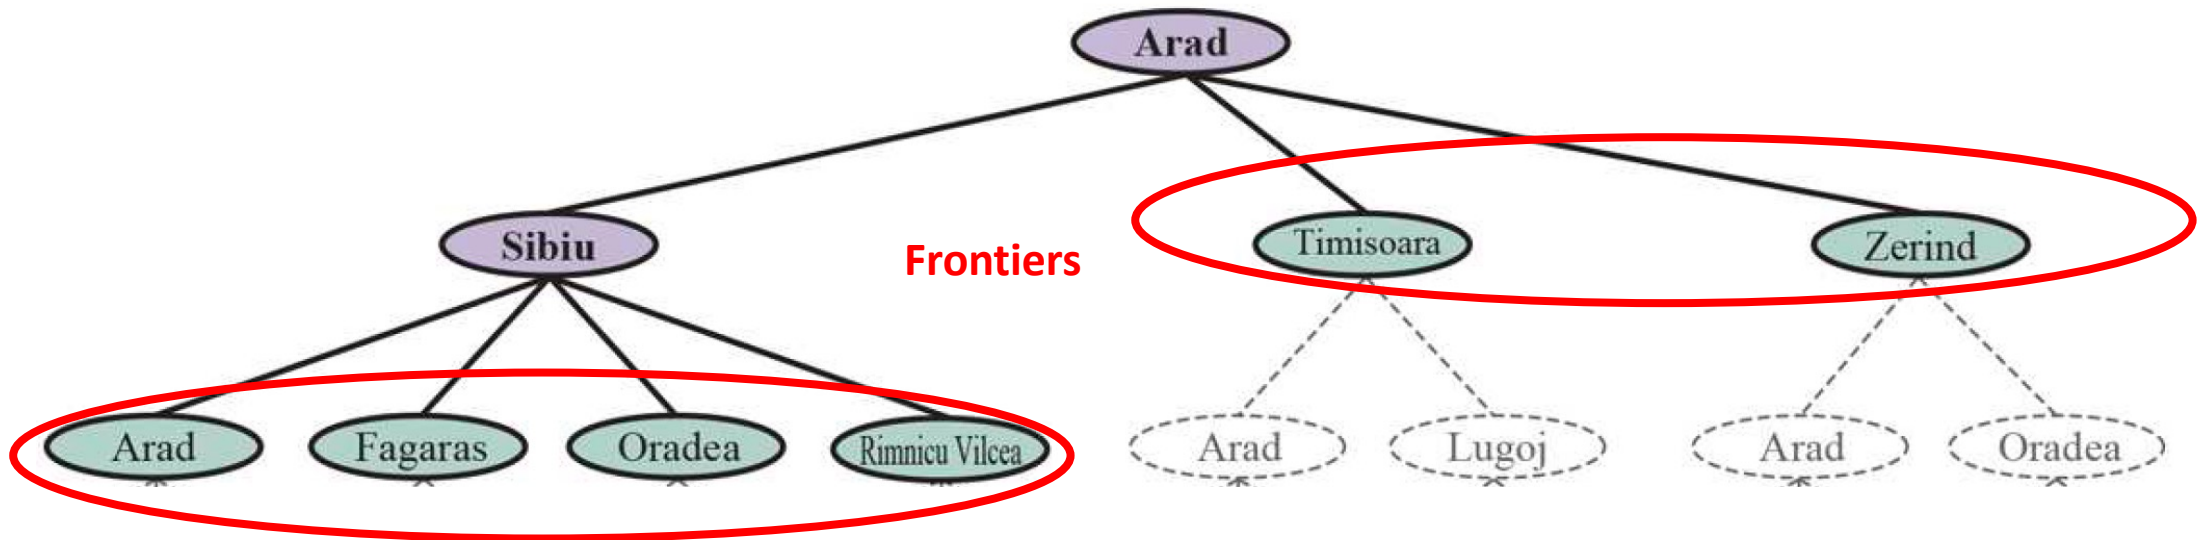 Arad
Sibiu
Frontiers
Timisoara
Zerind
Arad
Fagaras
Oradea
Rimnicu Vilcea
Arad
Lugoj
Arad
Oradea